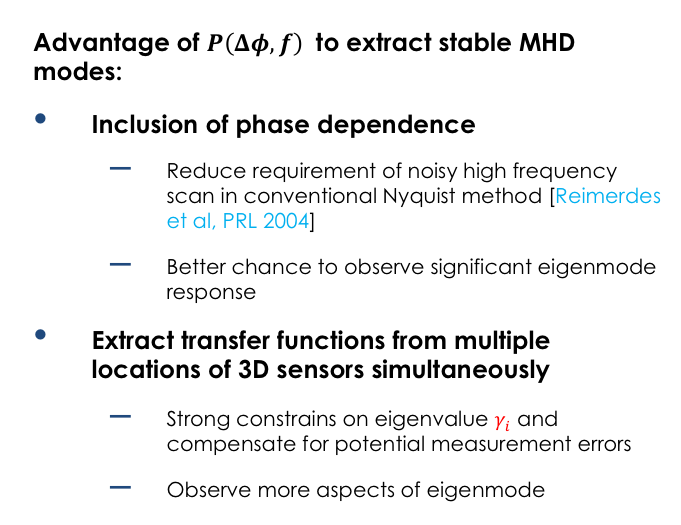 Advantage of P(Δϕ, f) to extract stable MHD
modes:
• Inclusion of phase dependence
— Reduce requirement of noisy high frequency
scan in conventional Nyquist method [Reimerdes
et al, PRL 2004]
— Better chance to observe significant eigenmode
response
• Extract transfer functions from multiple
locations of 3D sensors simultaneously
— Strong constrains on eigenvalue γᵢ and
compensate for potential measurement errors
— Observe more aspects of eigenmode